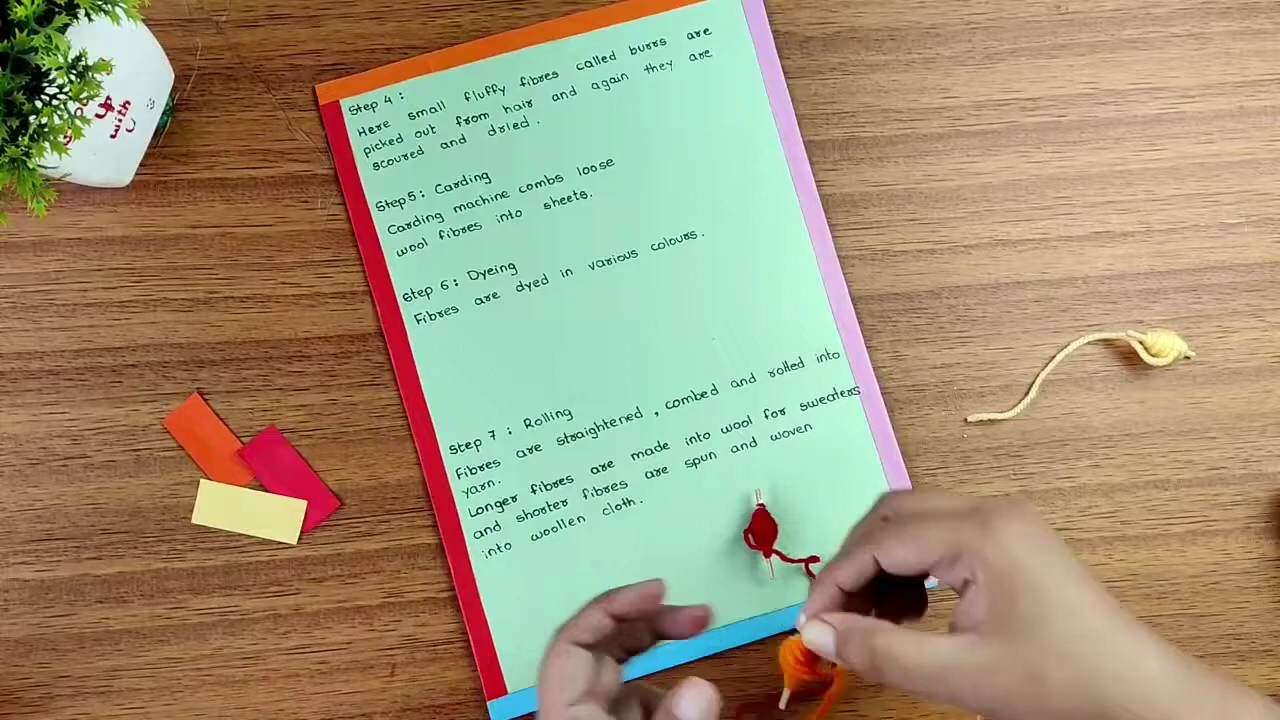 Step 4 :
Here small fluffy fibres called burrs are
picked out from hair and again they are
scoured and dried.
Step5: Carding
Carding machine combs loose
wool fibres into sheets.
Step 6: Dyeing
Fibres are dyed in various colours.
Step 7 : Rolling
Fibres are straightened, combed and rolled into
yarn.
Longer fibres are made into wool for sweaters
and shorter fibres are spun and woven
into woollen cloth.
up
with